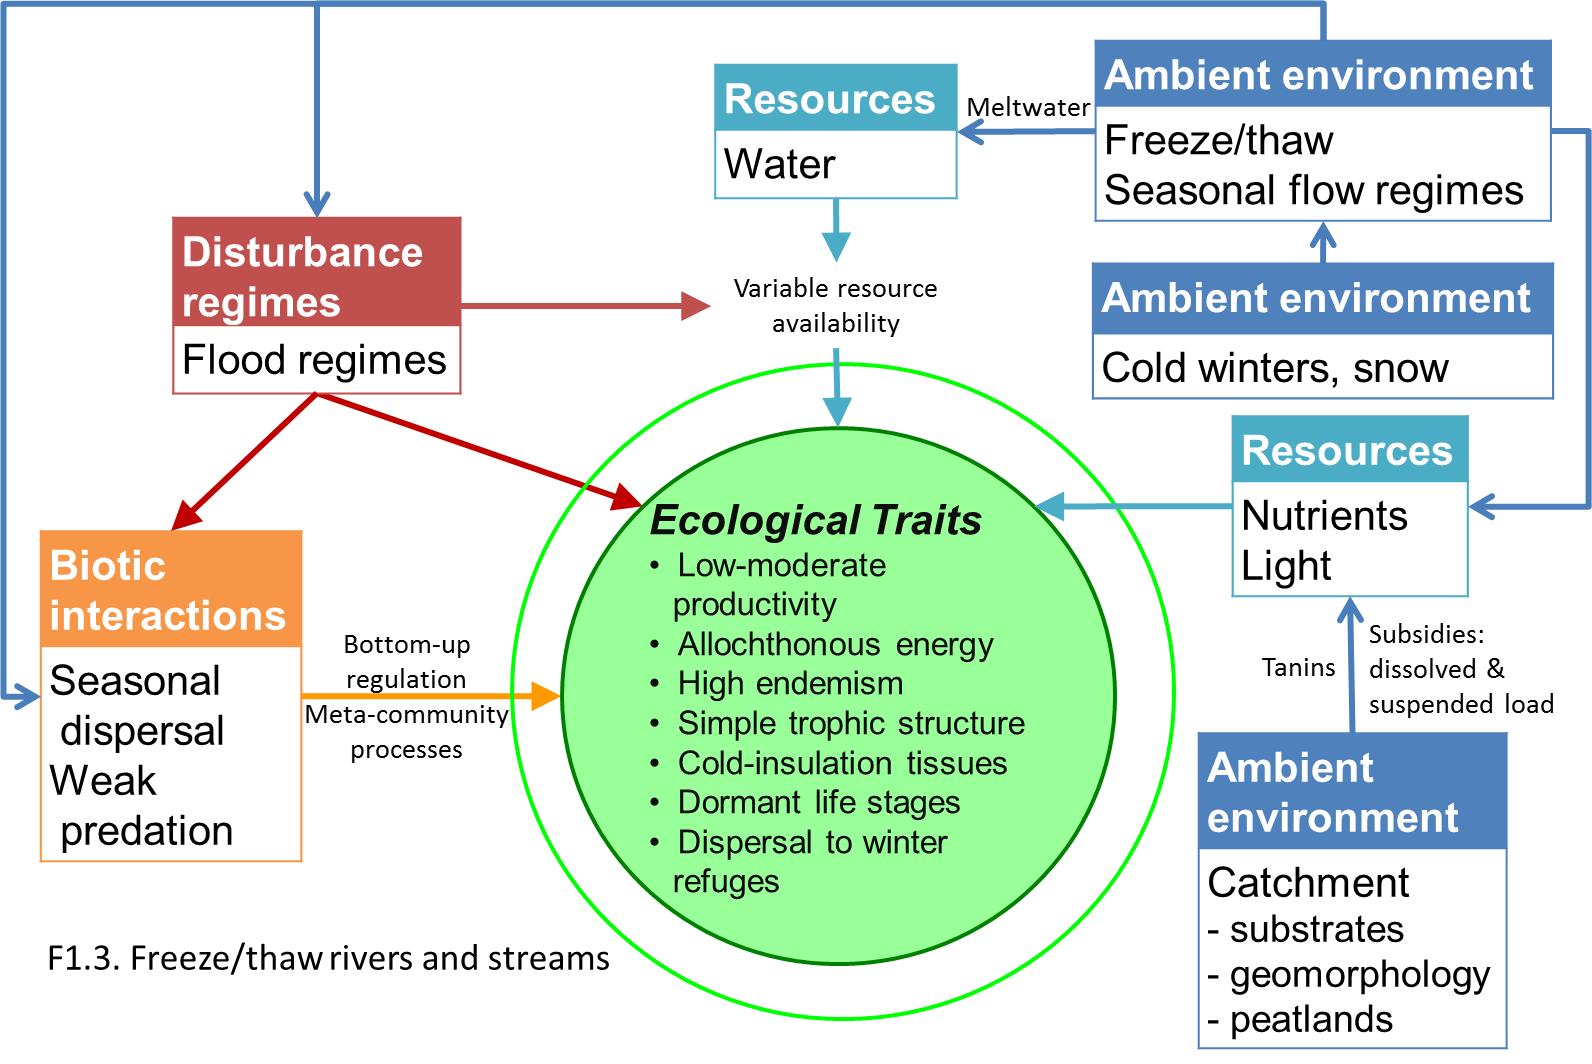 Ambient environment
Freeze/thaw
Seasonal flow regimes
Resources
Water
Meltwater
Disturbance
regimes
Flood regimes
Variable resource
availability
Ambient environment
Cold winters, snow
Resources
Nutrients
Light
Ecological Traits
• Low-moderate
productivity
• Allochthonous energy
• High endemism
• Simple trophic structure
• Cold-insulation tissues
• Dormant life stages
• Dispersal to winter
refuges
Biotic
interactions
Seasonal
dispersal
Weak
predation
Bottom-up
regulation
Meta-community
processes
Tanins
Subsidies:
dissolved &
suspended load
Ambient
environment
Catchment
- substrates
- geomorphology
- peatlands
F1.3. Freeze/thaw rivers and streams